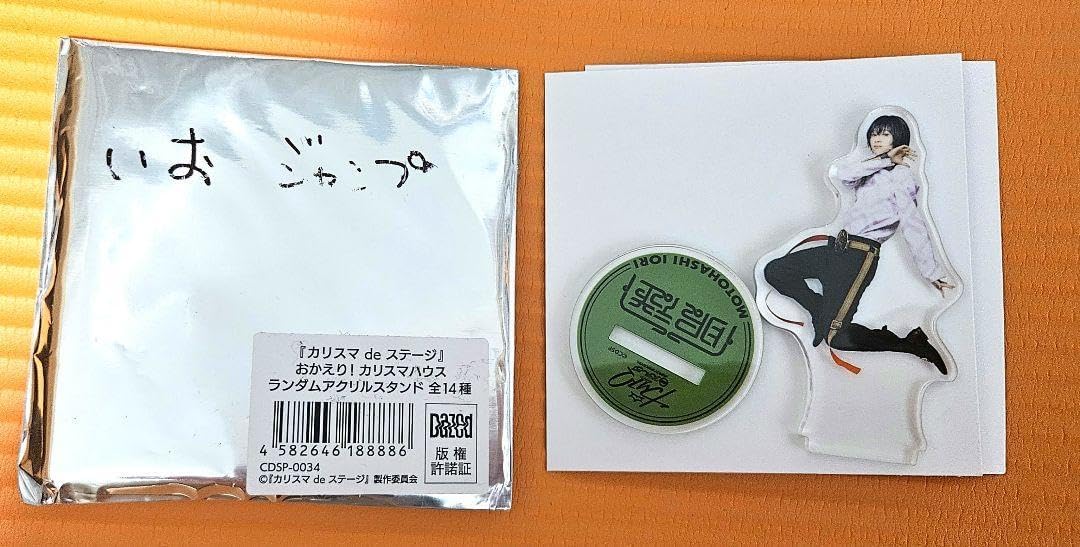 いお ジャンプ
『カリスマ de ステージ』
おかえり！カリスマハウス
ランダムアクリルスタンド 全14種
4 582646 188886
CDSP-0034
©『カリスマ de ステージ』製作委員会
Dazed
版権
許諾証
MOTOHASHI IORI
©CDSP